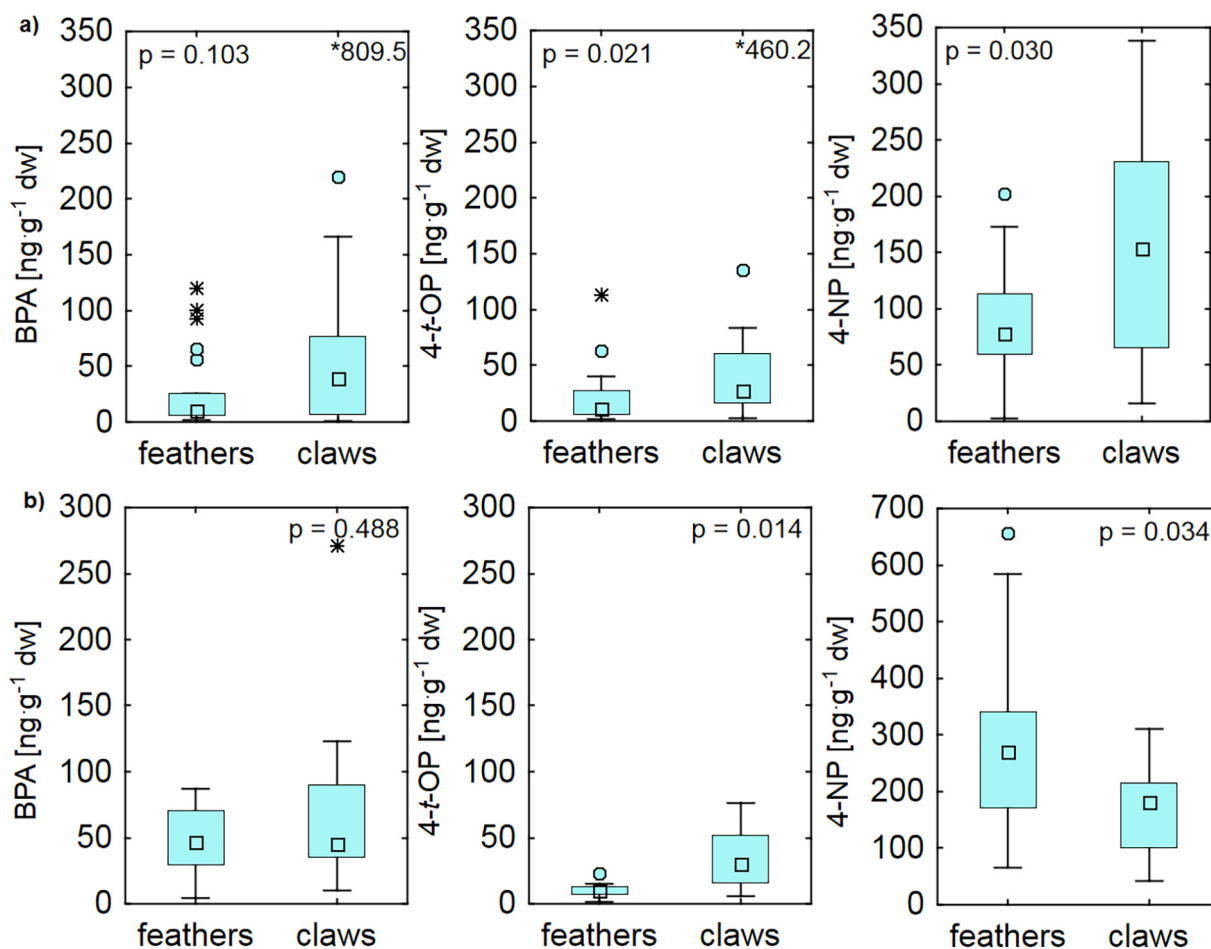 a)
BPA [ng·g⁻¹ dw]
350
300
250
200
150
100
50
0
p = 0.103
*809.5
feathers claws
4-t-OP [ng·g⁻¹ dw]
350
300
250
200
150
100
50
0
p = 0.021
*460.2
feathers claws
4-NP [ng·g⁻¹ dw]
350
300
250
200
150
100
50
0
p = 0.030
feathers claws
b)
BPA [ng·g⁻¹ dw]
300
250
200
150
100
50
0
p = 0.488
feathers claws
4-t-OP [ng·g⁻¹ dw]
300
250
200
150
100
50
0
p = 0.014
feathers claws
4-NP [ng·g⁻¹ dw]
700
600
500
400
300
200
100
0
p = 0.034
feathers claws